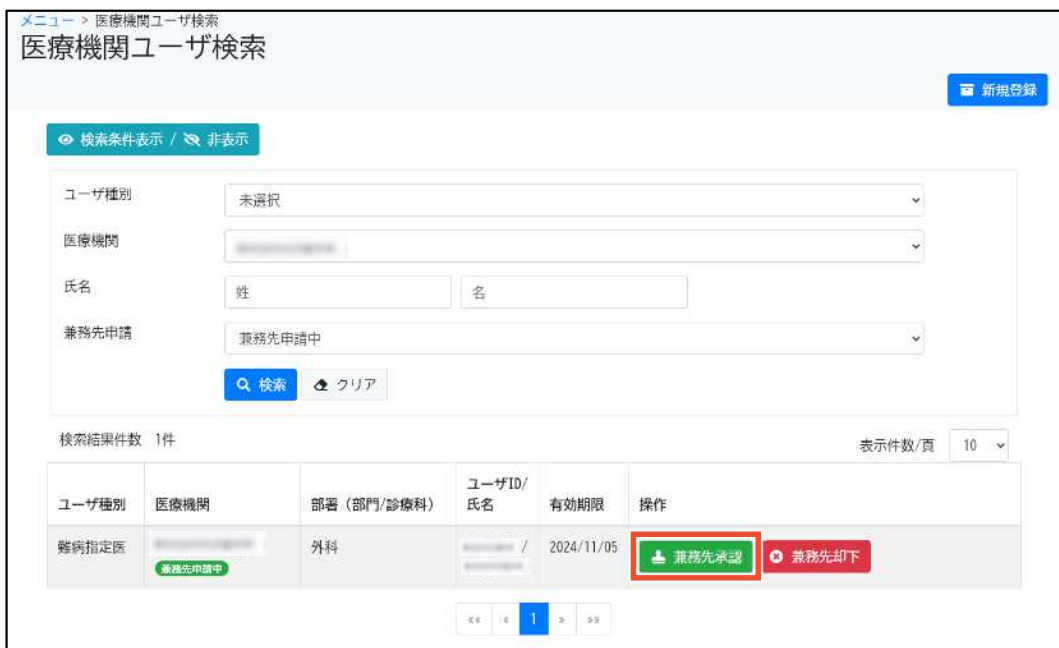 メニュー > 医療機関ユーザ検索
医療機関ユーザ検索
新規登録
検索条件表示 / 非表示
ユーザ種別 未選択
医療機関
氏名 姓 名
兼務先申請 兼務先申請中
検索 クリア
検索結果件数 1件 表示件数/頁 10
ユーザ種別 医療機関 部署（部門/診療科） ユーザID/氏名 有効期限 操作
難病指定医 兼務先申請中 外科 / 2024/11/05 兼務先承認 兼務先却下
«« « 1 » »»